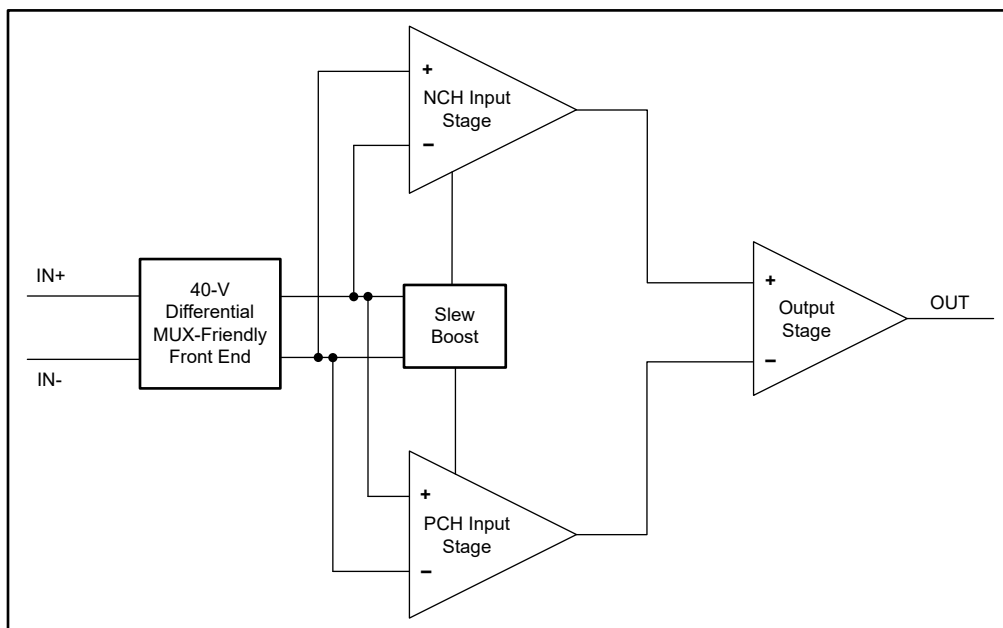 +
NCH Input
Stage
−
IN+
IN-
40-V
Differential
MUX-Friendly
Front End
Slew
Boost
+
Output
Stage
−
OUT
+
PCH Input
Stage
−